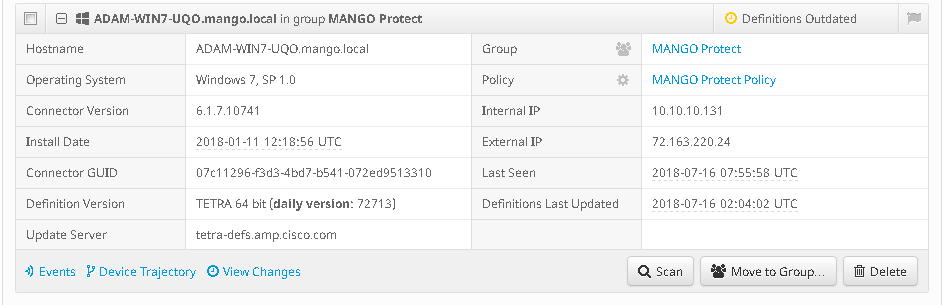 ADAM-WIN7-UQO.mango.local in group MANGO Protect Definitions Outdated
Hostname ADAM-WIN7-UQO.mango.local Group MANGO Protect
Operating System Windows 7, SP 1.0 Policy MANGO Protect Policy
Connector Version 6.1.7.10741 Internal IP 10.10.10.131
Install Date 2018-01-11 12:18:56 UTC External IP 72.163.220.24
Connector GUID 07c11296-f3d3-4bd7-b541-072ed9513310 Last Seen 2018-07-16 07:55:58 UTC
Definition Version TETRA 64 bit (daily version: 72713) Definitions Last Updated 2018-07-16 02:04:02 UTC
Update Server tetra-defs.amp.cisco.com
Events Device Trajectory View Changes Scan Move to Group... Delete